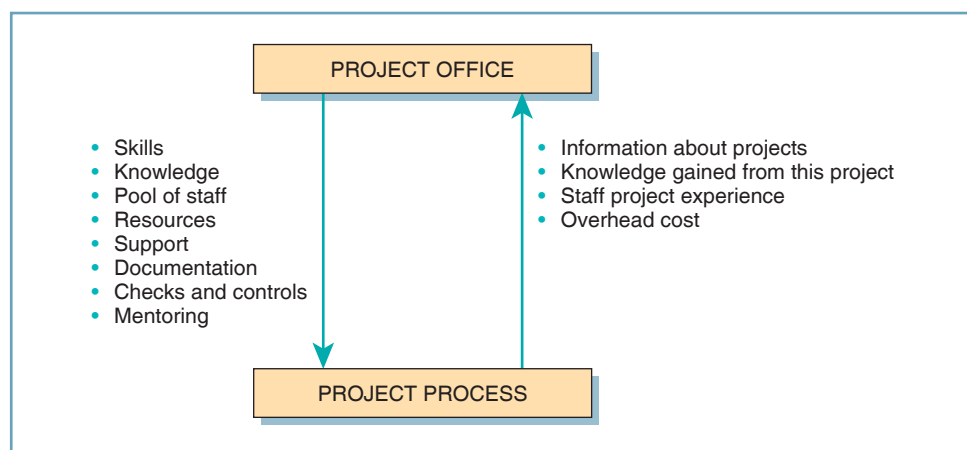 PROJECT OFFICE
• Skills
• Knowledge
• Pool of staff
• Resources
• Support
• Documentation
• Checks and controls
• Mentoring
• Information about projects
• Knowledge gained from this project
• Staff project experience
• Overhead cost
PROJECT PROCESS